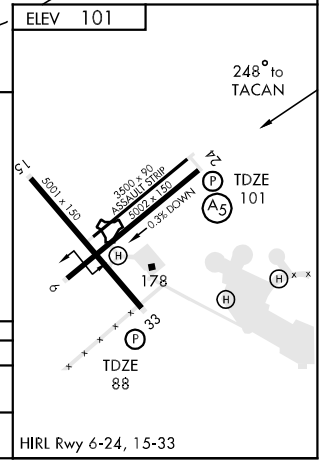 ELEV 101
248° to
TACAN
3500 x 90
ASSAULT STRIP
5002 x 150
0.3% DOWN
24
P
TDZE
101
A5
15
5001 x 150
H
178
6
H
H
x x
33
P
TDZE
88
x x x x x x
HIRL Rwy 6-24, 15-33